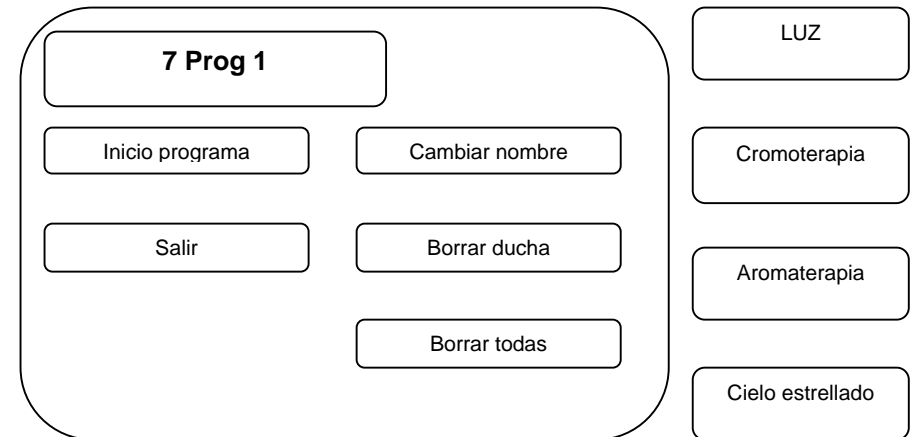 7 Prog 1
Inicio programa
Cambiar nombre
Salir
Borrar ducha
Borrar todas
LUZ
Cromoterapia
Aromaterapia
Cielo estrellado